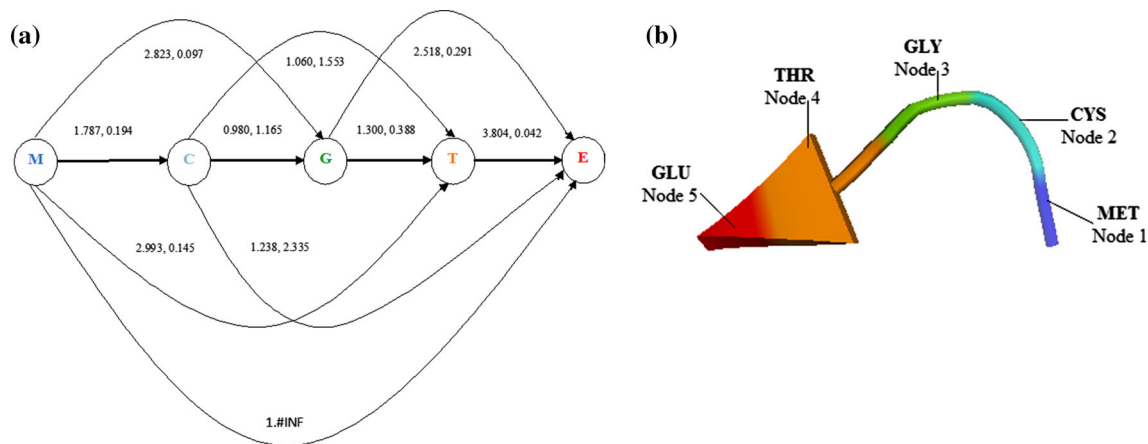 (a)
2.823, 0.097
1.060, 1.553
2.518, 0.291
1.787, 0.194
0.980, 1.165
1.300, 0.388
3.804, 0.042
M
C
G
T
E
2.993, 0.145
1.238, 2.335
1.#INF
(b)
GLY
Node 3
THR
Node 4
CYS
Node 2
GLU
Node 5
MET
Node 1